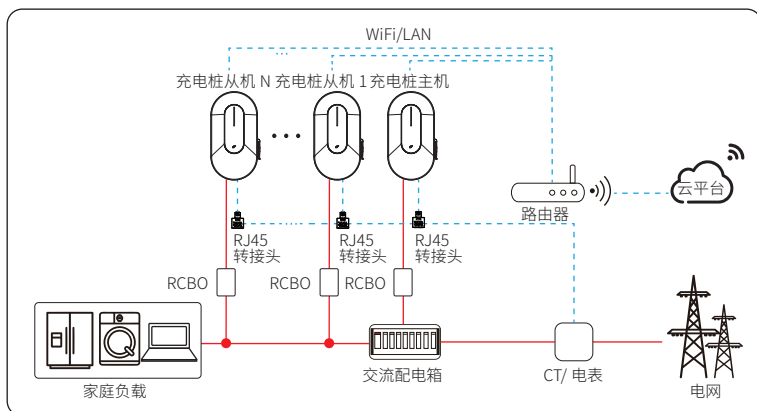 WiFi/LAN
充电桩从机 N 充电桩从机 1 充电桩主机
云平台
路由器
RJ45
转接头
RJ45
转接头
RJ45
转接头
RCBO
RCBO
RCBO
家庭负载
交流配电箱
CT/ 电表
电网